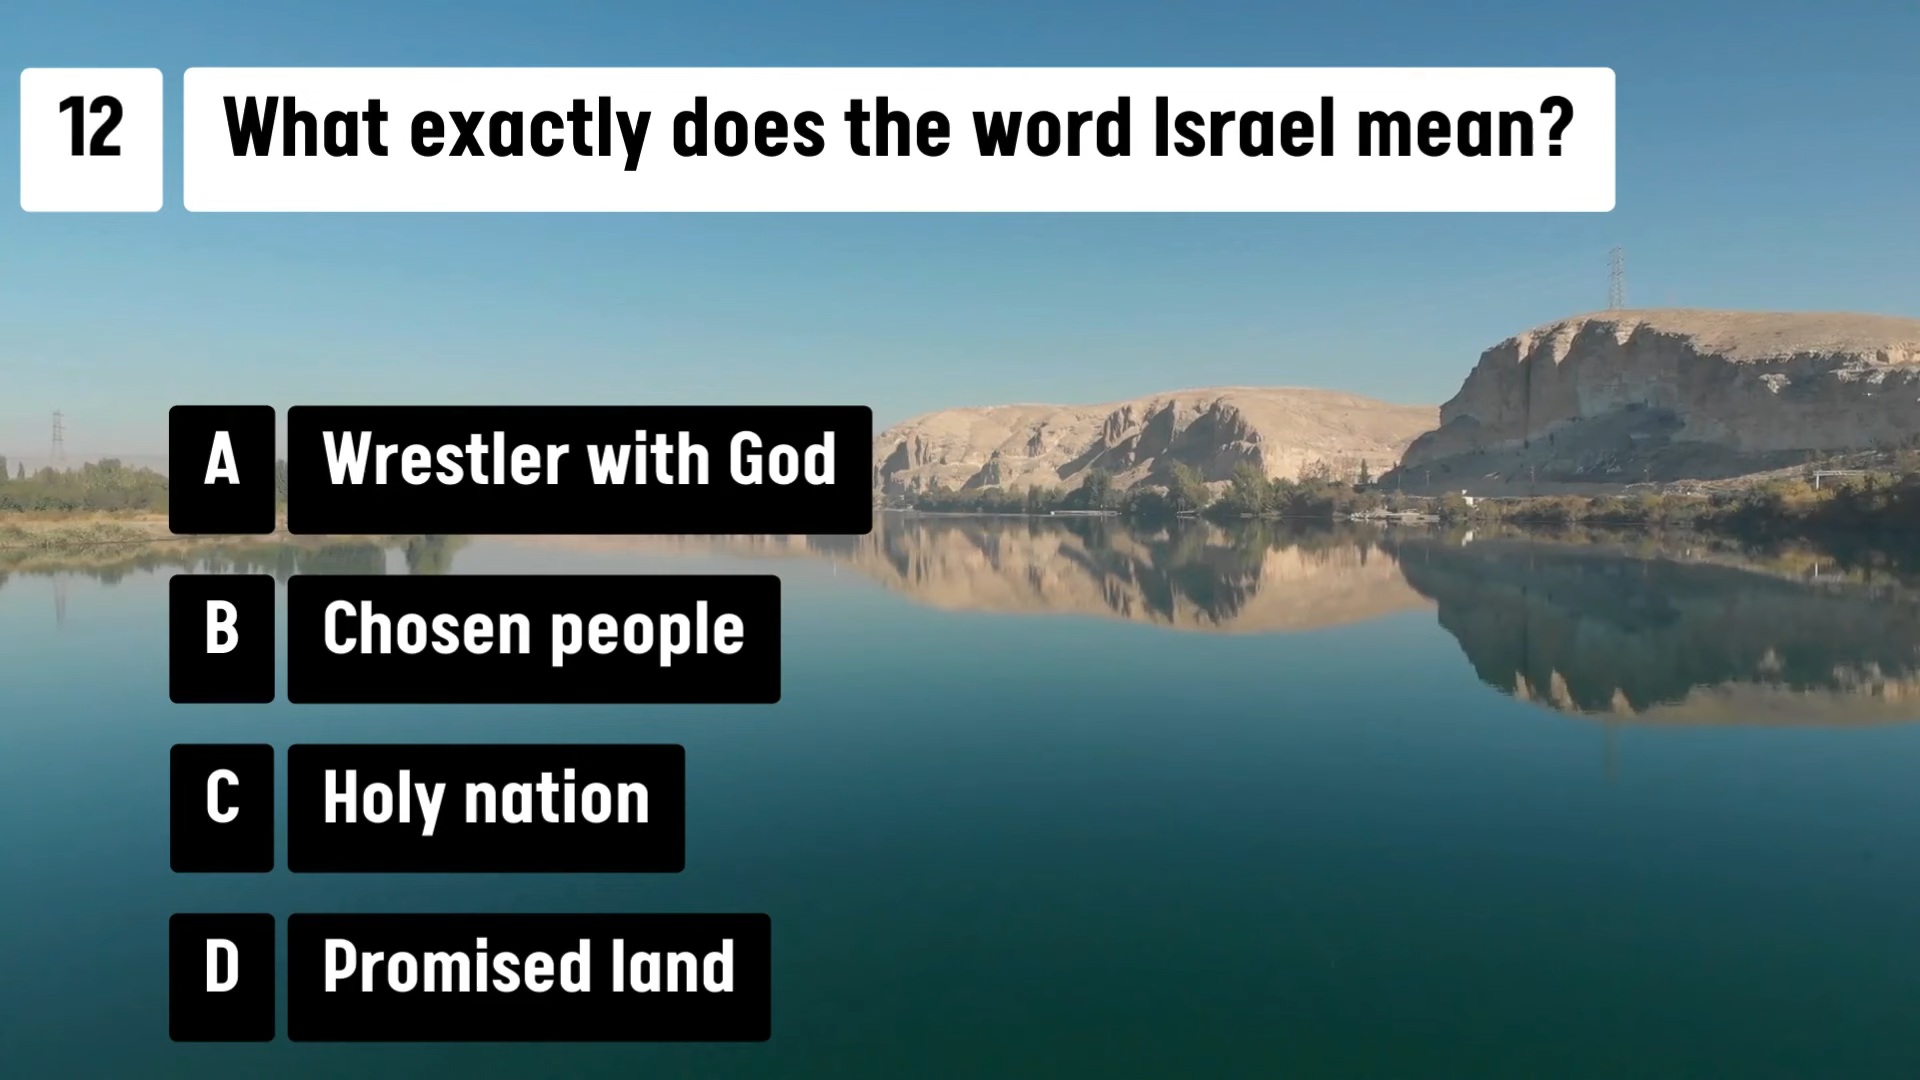 12 What exactly does the word Israel mean?
A Wrestler with God
B Chosen people
C Holy nation
D Promised land